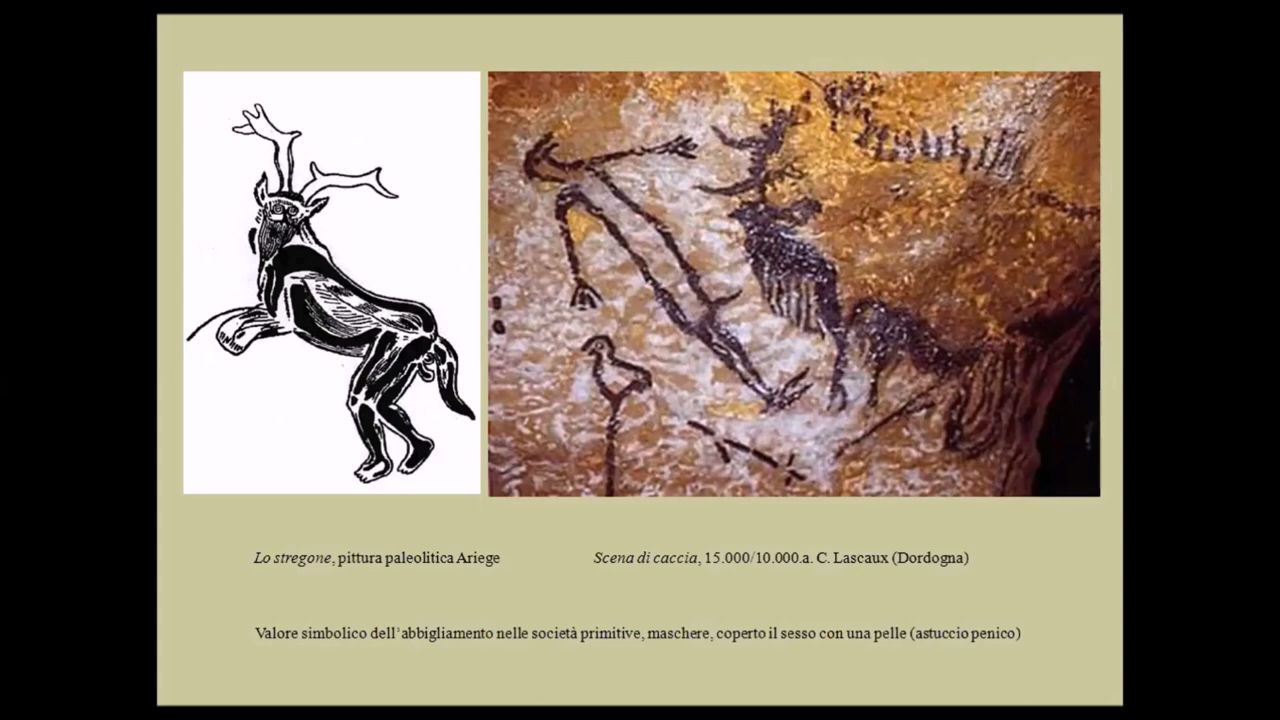 Lo stregone, pittura paleolitica Ariege
Scena di caccia, 15.000/10.000.a. C. Lascaux (Dordogna)
Valore simbolico dell’abbigliamento nelle società primitive, maschere, coperto il sesso con una pelle (astuccio penico)